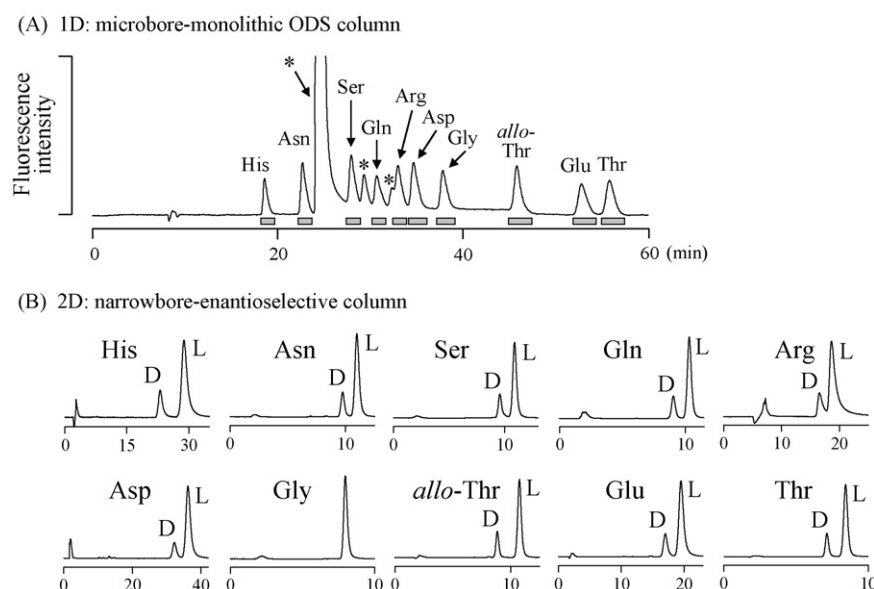 (A) 1D: microbore-monolithic ODS column
Fluorescence
intensity
His
Asn
*
Ser
*
Gln
*
Arg
Asp
Gly
allo-
Thr
Glu
Thr
0 20 40 60 (min)
(B) 2D: narrowbore-enantioselective column
His
D
L
0 15 30
Asn
D
L
0 10
Ser
D
L
0 10
Gln
D
L
0 10
Arg
D
L
0 10 20
Asp
D
L
0 20 40
Gly
0 10
allo-Thr
D
L
0 10
Glu
D
L
0 10 20
Thr
D
L
0 10